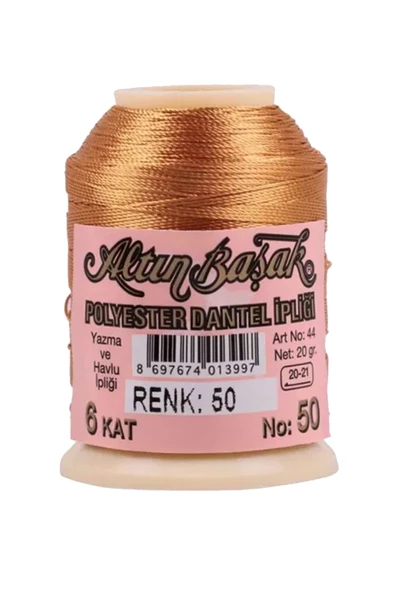 Altın Başak
POLYESTER DANTEL İPLİĞİ
Yazma
ve
Havlu
İpliği
8 697674 013997
Art No: 44
Net: 20 gr.
20-21
RENK: 50
6 KAT
No: 50